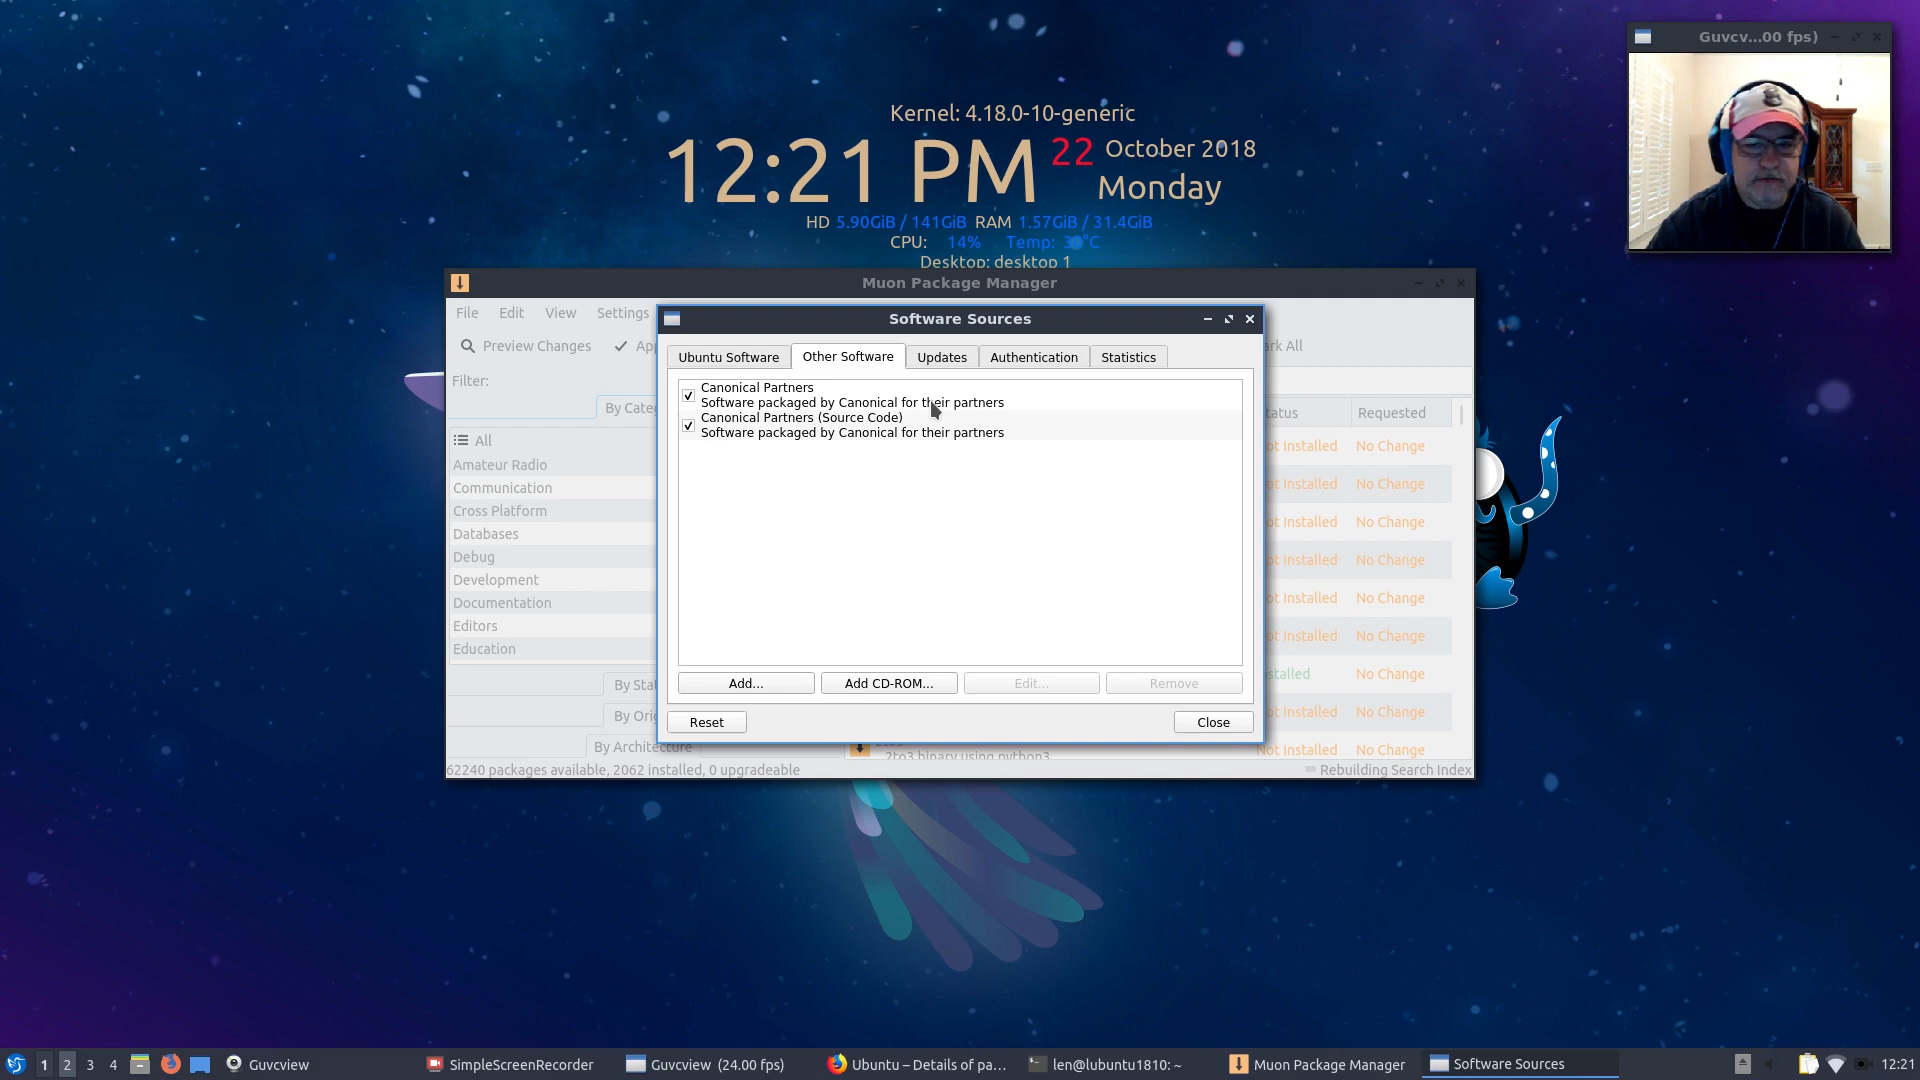 Guvcv...00 fps)
Kernel: 4.18.0-10-generic
12:21 PM 22 October 2018
Monday
HD 5.90GiB / 141GiB RAM 1.57GiB / 31.4GiB
CPU: 14% Temp:
Desktop: desktop 1
Muon Package Manager
File Edit View Settings
Software Sources
Preview Changes
Ubuntu Software Other Software Updates Authentication Statistics
Filter:
Canonical Partners
Software packaged by Canonical for their partners
Canonical Partners (Source Code)
Software packaged by Canonical for their partners
Requested
All
Amateur Radio
Communication
Cross Platform
Databases
Debug
Development
Documentation
Editors
Education
No Change
No Change
No Change
No Change
No Change
No Change
No Change
No Change
No Change
Add... Add CD-ROM... Edit... Remove
Reset Close
By Architecture
2to3 binary using python3
62240 packages available, 2062 installed, 0 upgradeable
Rebuilding Search Index
1 2 3 4 Guvcview SimpleScreenRecorder Guvcview (24.00 fps) Ubuntu – Details of pa... len@lubuntu1810: ~ Muon Package Manager Software Sources 12:21